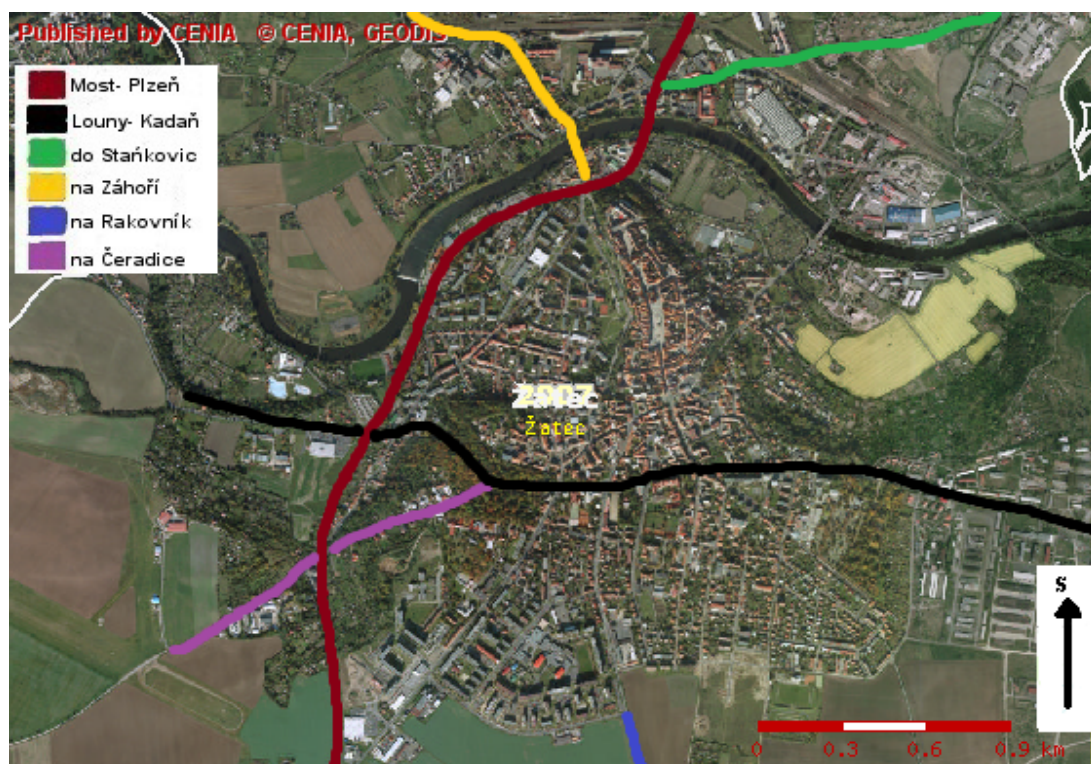 Published by CENIA © CENIA, GEODIS
Most- Plzeň
Louny- Kadaň
do Staňkovic
na Záhoří
na Rakovník
na Čeradice
2007
Žatec
S
0 0.3 0.6 0.9 km